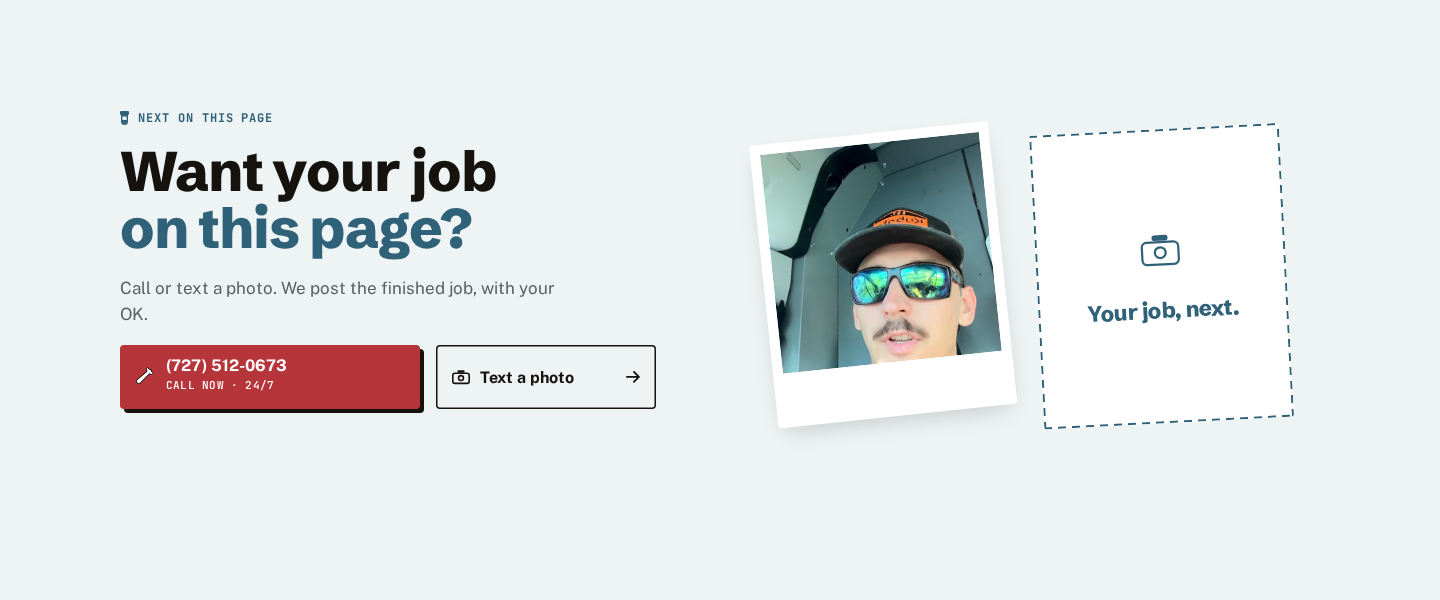 NEXT ON THIS PAGE
Want your job
on this page?
Call or text a photo. We post the finished job, with your
OK.
(727) 512-0673
CALL NOW · 24/7
Text a photo
Your job, next.